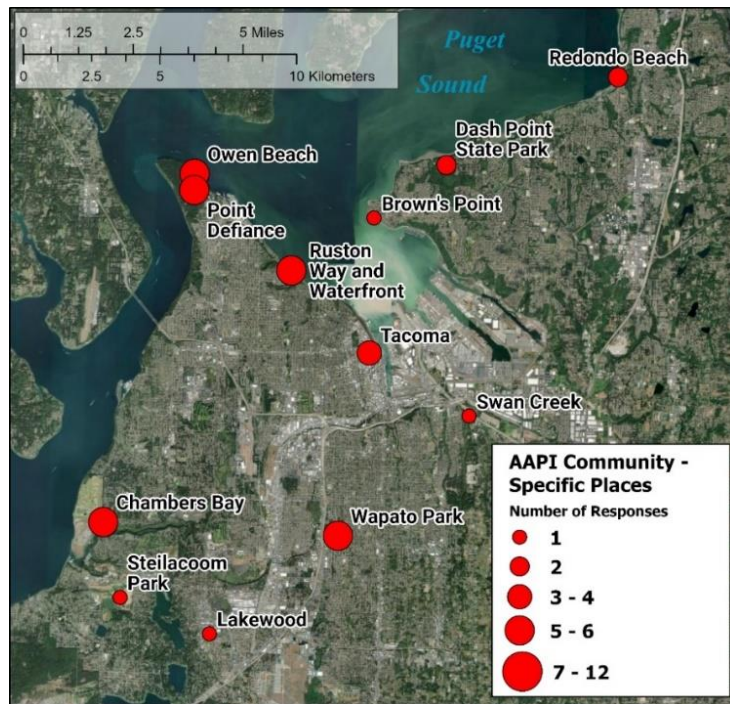 0 1.25 2.5 5 Miles
0 2.5 5 10 Kilometers
Puget
Sound
Redondo Beach
Dash Point
State Park
Owen Beach
Point
Defiance
Brown's Point
Ruston
Way and
Waterfront
Tacoma
Swan Creek
Chambers Bay
Wapato Park
Steilacoom
Park
Lakewood
AAPI Community -
Specific Places
Number of Responses
1
2
3 - 4
5 - 6
7 - 12